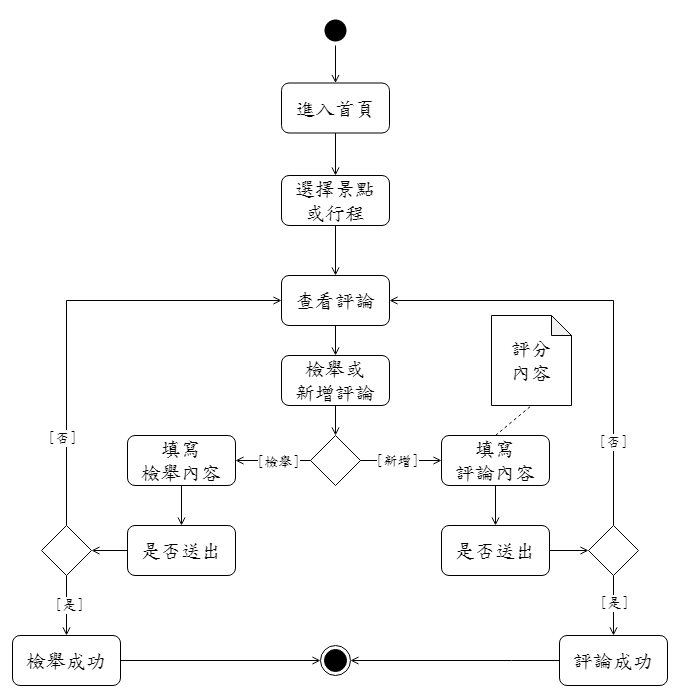 進入首頁
選擇景點
或行程
查看評論
評分
內容
檢舉或
新增評論
[否]
[否]
填寫
檢舉內容
[檢舉]
[新增]
填寫
評論內容
是否送出
是否送出
[是]
[是]
檢舉成功
評論成功